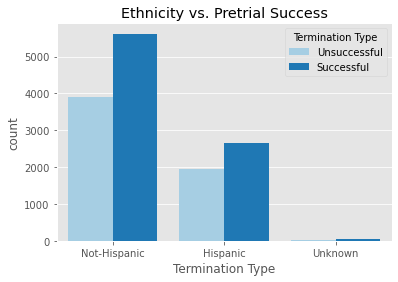 Ethnicity vs. Pretrial Success
Termination Type
Unsuccessful
Successful
count
5000
4000
3000
2000
1000
0
Not-Hispanic
Hispanic
Unknown
Termination Type